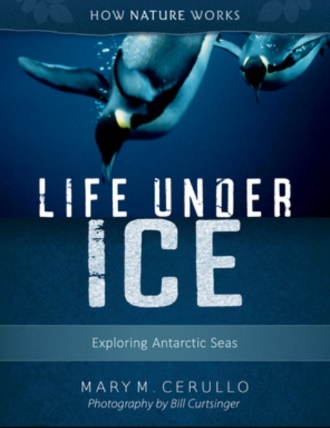 HOW NATURE WORKS
LIFE UNDER
ICE
Exploring Antarctic Seas
MARY M. CERULLO
Photography by Bill Curtsinger